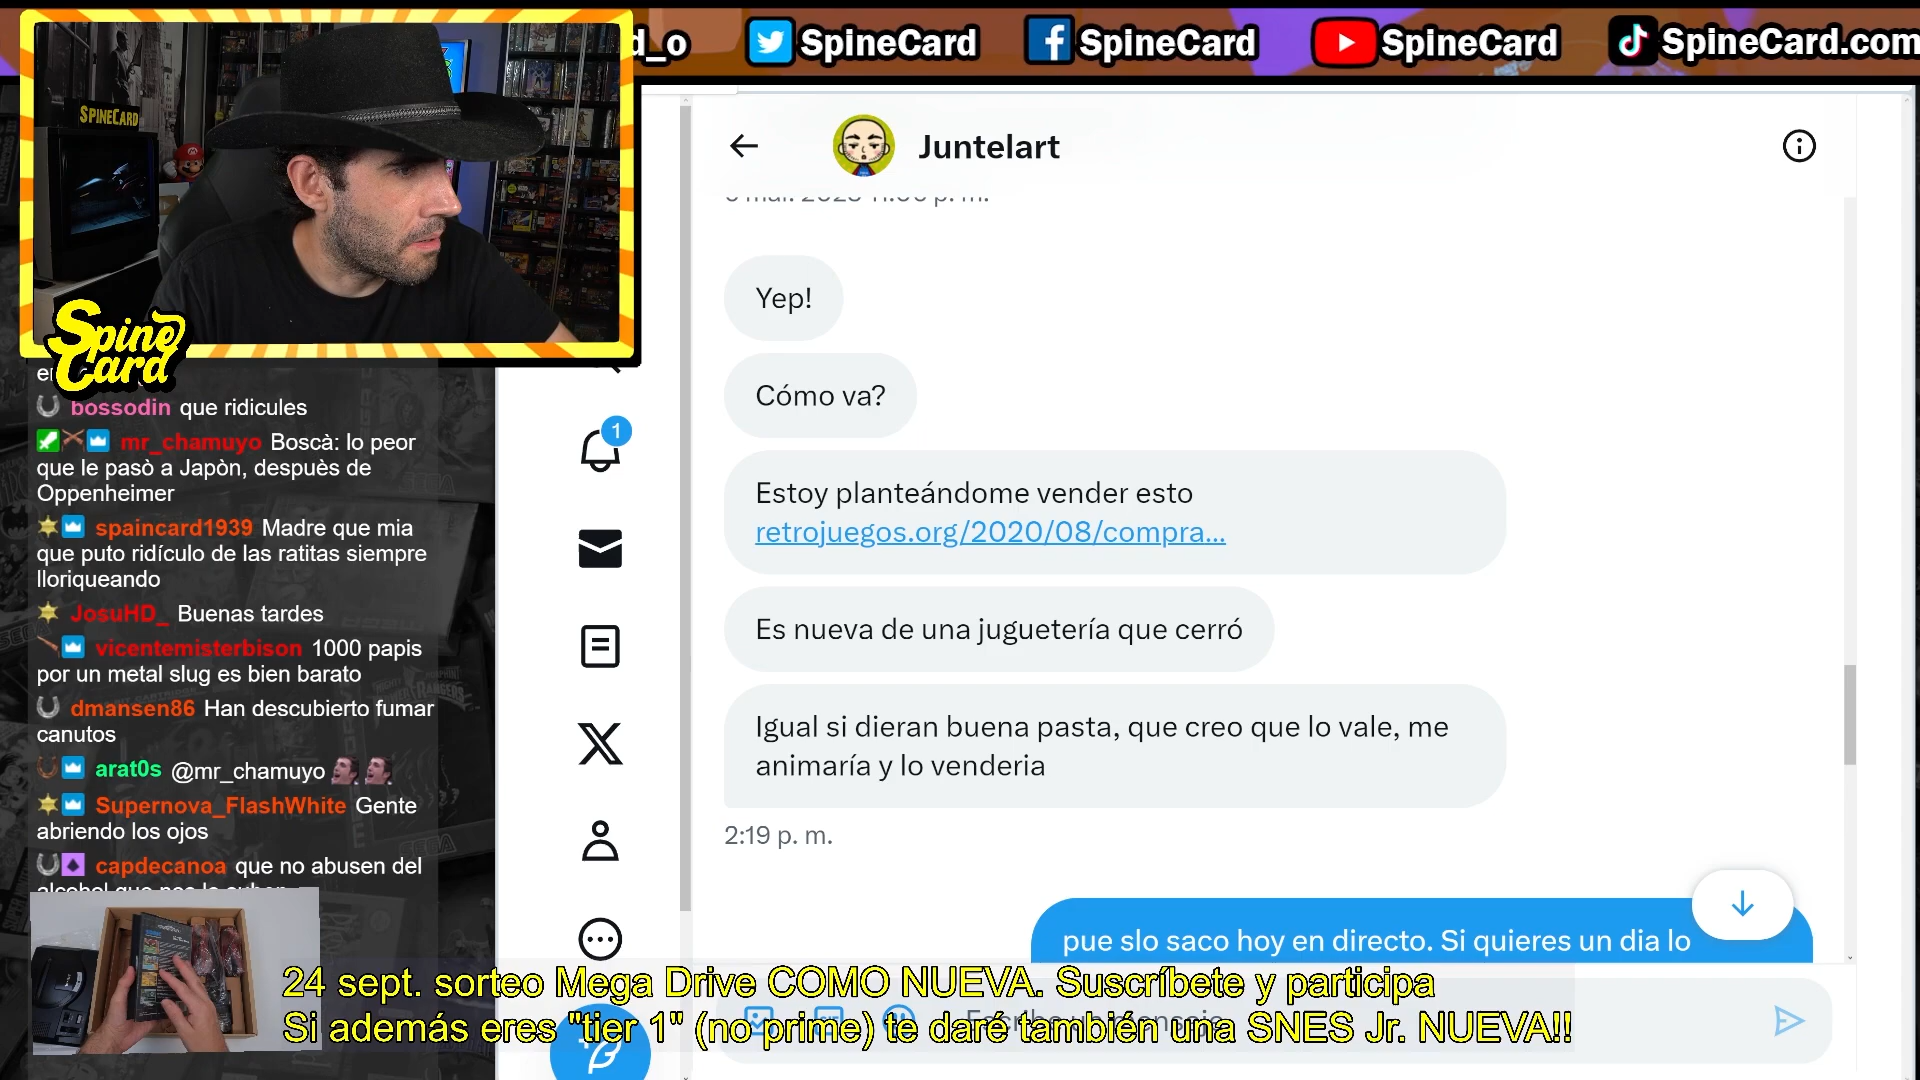 d_o SpineCard SpineCard SpineCard SpineCard.com
SPINECARD
Spine
Card
bossodin que ridicules
mr_chamuyo Boscà: lo peor
que le pasò a Japòn, despuès de
Oppenheimer
spaincard1939 Madre que mia
que puto ridículo de las ratitas siempre
lloriqueando
JosuHD_ Buenas tardes
vicentemisterbison 1000 papis
por un metal slug es bien barato
dmansen86 Han descubierto fumar
canutos
arat0s @mr_chamuyo
Supernova_FlashWhite Gente
abriendo los ojos
capdecanoa que no abusen del
1
Juntelart
Yep!
Cómo va?
Estoy planteándome vender esto
retrojuegos.org/2020/08/compra...
Es nueva de una juguetería que cerró
Igual si dieran buena pasta, que creo que lo vale, me
animaría y lo venderia
2:19 p. m.
pue slo saco hoy en directo. Si quieres un dia lo
24 sept. sorteo Mega Drive COMO NUEVA. Suscríbete y participa
Si además eres "tier 1" (no prime) te daré también una SNES Jr. NUEVA!!